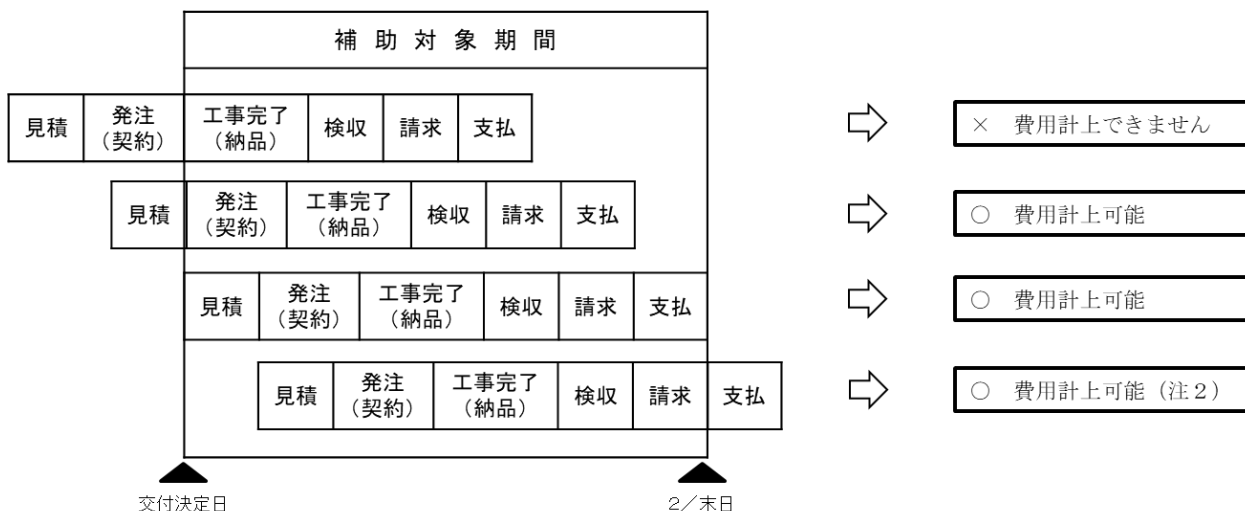 補助対象期間
見積
発注
(契約)
工事完了
(納品)
検収
請求
支払
× 費用計上できません
見積
発注
(契約)
工事完了
(納品)
検収
請求
支払
○ 費用計上可能
見積
発注
(契約)
工事完了
(納品)
検収
請求
支払
○ 費用計上可能
見積
発注
(契約)
工事完了
(納品)
検収
請求
支払
○ 費用計上可能(注2)
交付決定日
2/末日